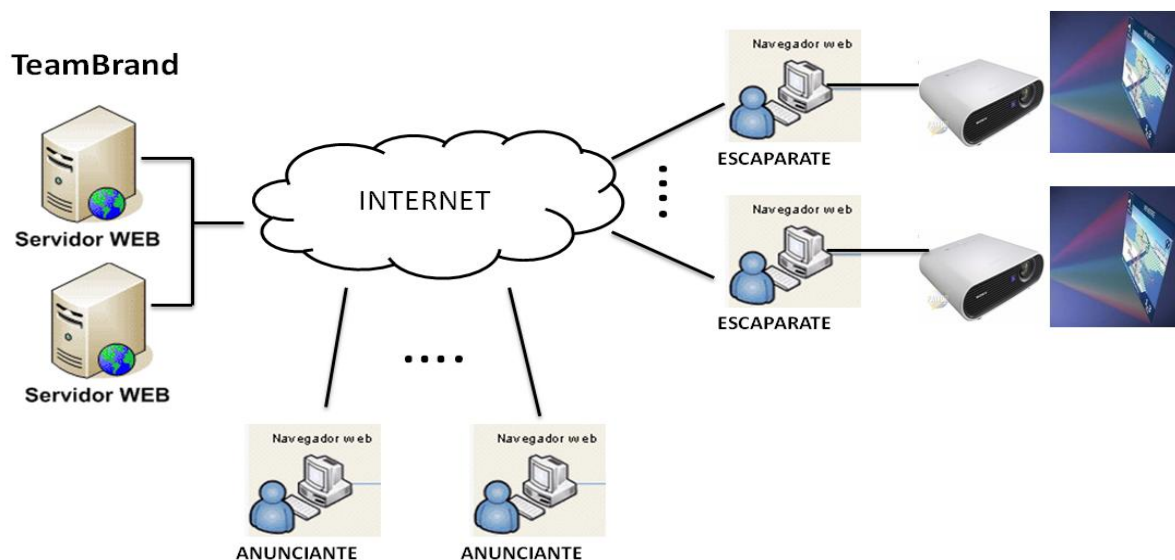 TeamBrand
Servidor WEB
Servidor WEB
INTERNET
Navegador web
ESCAPARATE
Navegador web
ESCAPARATE
Navegador web
ANUNCIANTE
Navegador web
ANUNCIANTE